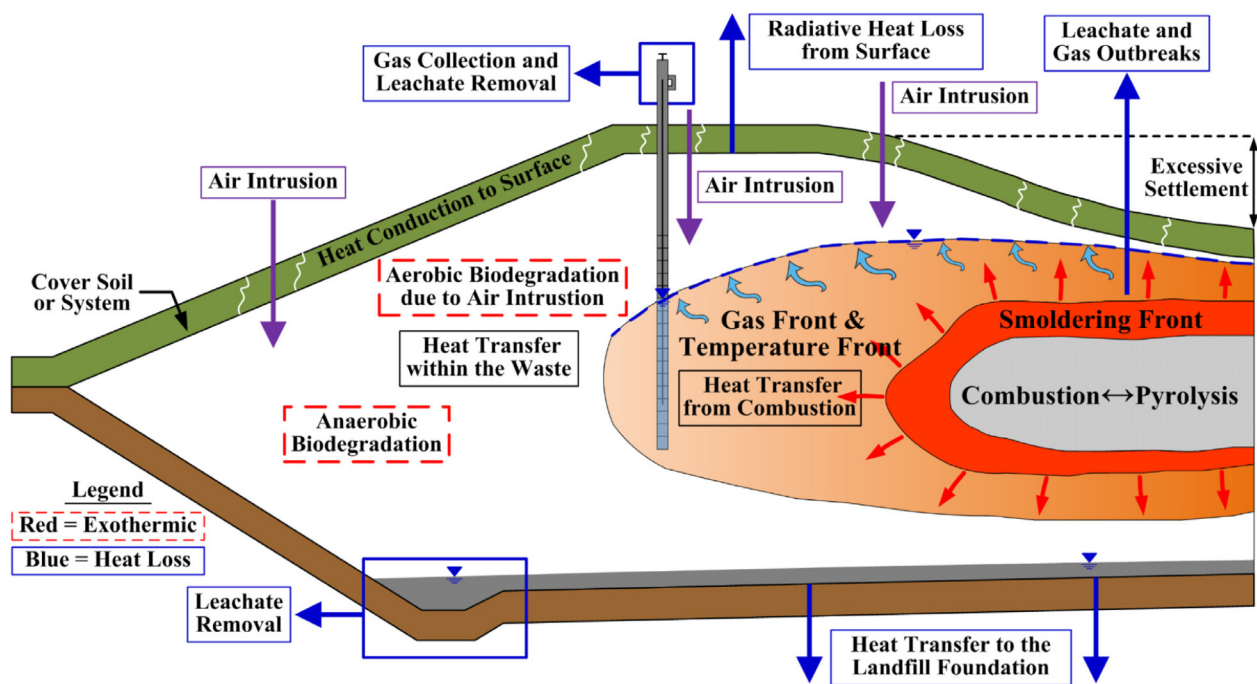 Gas Collection and
Leachate Removal
Radiative Heat Loss
from Surface
Leachate and
Gas Outbreaks
Air Intrusion
Air Intrusion
Air Intrusion
Excessive
Settlement
Heat Conduction to Surface
Cover Soil
or System
Aerobic Biodegradation
due to Air Intrustion
Heat Transfer
within the Waste
Gas Front &
Temperature Front
Smoldering Front
Heat Transfer
from Combustion
Combustion↔Pyrolysis
Anaerobic
Biodegradation
Legend
Red = Exothermic
Blue = Heat Loss
Leachate
Removal
Heat Transfer to the
Landfill Foundation